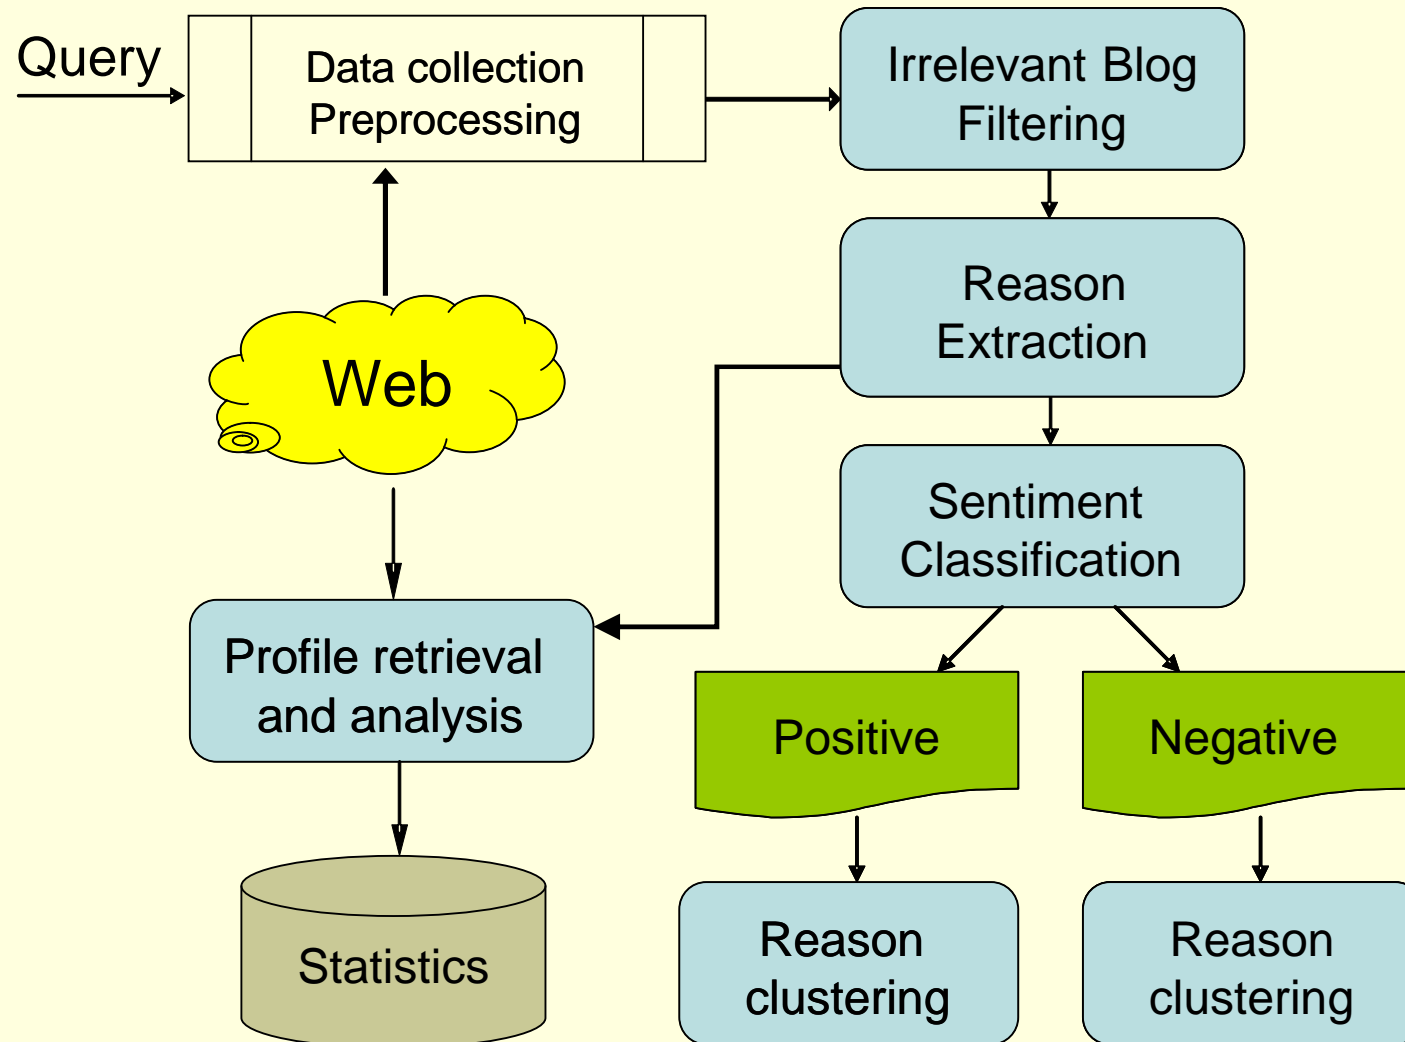 Query
Data collection
Preprocessing
Irrelevant Blog
Filtering
Reason
Extraction
Web
Sentiment
Classification
Profile retrieval
and analysis
Positive
Negative
Statistics
Reason
clustering
Reason
clustering